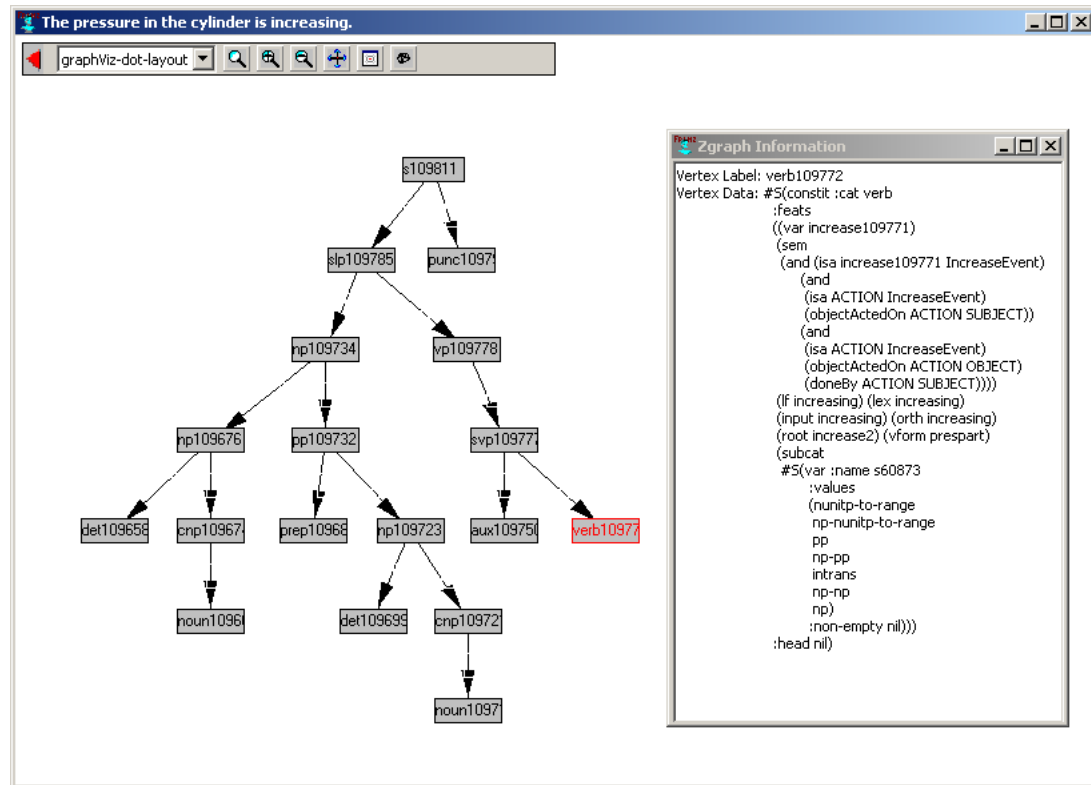 The pressure in the cylinder is increasing.
graphViz-dot-layout
s109811
slp109785
punc1097
np109734
vp109778
np109676
pp109732
svp10977
det109658
cnp10967
prep10968
np109723
aux10975
verb10977
noun1096
det109699
cnp10972
noun1097
Franz
Zgraph Information
Vertex Label: verb109772
Vertex Data: #S(constit :cat verb
:feats
((var increase109771)
(sem
(and (isa increase109771 IncreaseEvent)
(and
(isa ACTION IncreaseEvent)
(objectActedOn ACTION SUBJECT))
(and
(isa ACTION IncreaseEvent)
(objectActedOn ACTION OBJECT)
(doneBy ACTION SUBJECT))))
(lf increasing) (lex increasing)
(input increasing) (orth increasing)
(root increase2) (vform prespart)
(subcat
#S(var :name s60873
:values
(nunitp-to-range
np-nunitp-to-range
pp
np-pp
intrans
np-np
np)
:non-empty nil)))
:head nil)